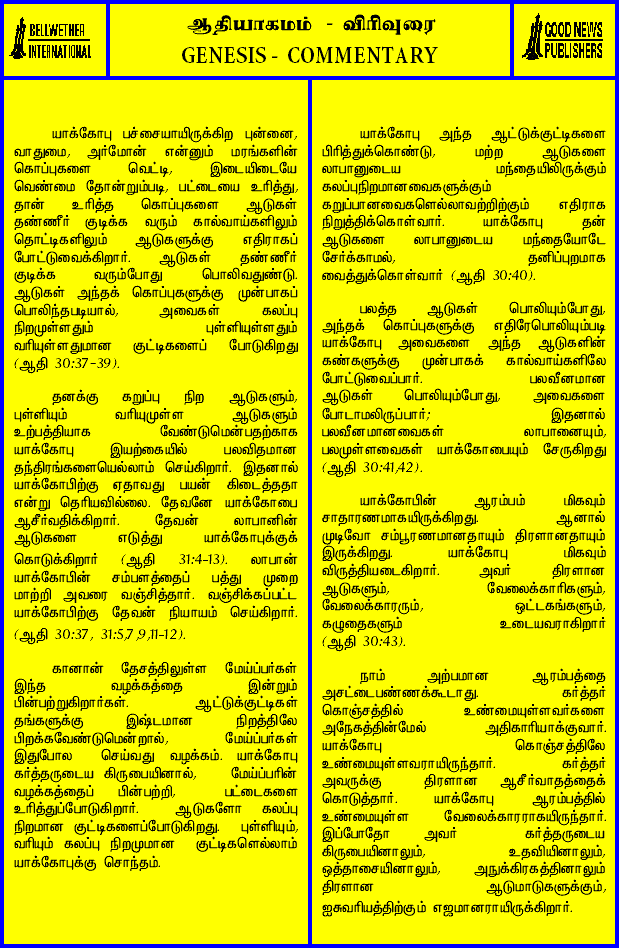 BELLWETHER
INTERNATIONAL
ஆதியாகமம் - விரிவுரை
GENESIS - COMMENTARY
GOOD NEWS
PUBLISHERS
யாக்கோபு பச்சையாயிருக்கிற புன்னை,
வாதுமை, அர்மோன் என்னும் மரங்களின்
கொப்புகளை வெட்டி, இடையிடையே
வெண்மை தோன்றும்படி, பட்டையை உரித்து,
தான் உரித்த கொப்புகளை ஆடுகள்
தண்ணீர் குடிக்க வரும் கால்வாய்களிலும்
தொட்டிகளிலும் ஆடுகளுக்கு எதிராகப்
போட்டுவைக்கிறார். ஆடுகள் தண்ணீர்
குடிக்க வரும்போது பொலிவதுண்டு.
ஆடுகள் அந்தக் கொப்புகளுக்கு முன்பாகப்
பொலிந்தபடியால், அவைகள் கலப்பு
நிறமுள்ளதும் புள்ளியுள்ளதும்
வரியுள்ளதுமான குட்டிகளைப் போடுகிறது
(ஆதி 30:37-39).
தனக்கு கறுப்பு நிற ஆடுகளும்,
புள்ளியும் வரியுமுள்ள ஆடுகளும்
உற்பத்தியாக வேண்டுமென்பதற்காக
யாக்கோபு இயற்கையில் பலவிதமான
தந்திரங்களையெல்லாம் செய்கிறார். இதனால்
யாக்கோபிற்கு ஏதாவது பயன் கிடைத்ததா
என்று தெரியவில்லை. தேவனே யாக்கோபை
ஆசீர்வதிக்கிறார். தேவன் லாபானின்
ஆடுகளை எடுத்து யாக்கோபுக்குக்
கொடுக்கிறார் (ஆதி 31:4-13). லாபான்
யாக்கோபின் சம்பளத்தைப் பத்து முறை
மாற்றி அவரை வஞ்சித்தார். வஞ்சிக்கப்பட்ட
யாக்கோபிற்கு தேவன் நியாயம் செய்கிறார்.
(ஆதி 30:37, 31:5,7,9,11-12).
கானான் தேசத்திலுள்ள மேய்ப்பர்கள்
இந்த வழக்கத்தை இன்றும்
பின்பற்றுகிறார்கள். ஆட்டுக்குட்டிகள்
தங்களுக்கு இஷ்டமான நிறத்திலே
பிறக்கவேண்டுமென்றால், மேய்ப்பர்கள்
இதுபோல செய்வது வழக்கம். யாக்கோபு
கர்த்தருடைய கிருபையினால், மேய்ப்பரின்
வழக்கத்தைப் பின்பற்றி, பட்டைகளை
உரித்துப்போடுகிறார். ஆடுகளோ கலப்பு
நிறமான குட்டிகளைப்போடுகிறது. புள்ளியும்,
வரியும் கலப்பு நிறமுமான குட்டிகளெல்லாம்
யாக்கோபுக்கு சொந்தம்.
யாக்கோபு அந்த ஆட்டுக்குட்டிகளை
பிரித்துக்கொண்டு, மற்ற ஆடுகளை
லாபானுடைய மந்தையிலிருக்கும்
கலப்புநிறமானவைகளுக்கும்
கறுப்பானவைகளெல்லாவற்றிற்கும் எதிராக
நிறுத்திக்கொள்வார். யாக்கோபு தன்
ஆடுகளை லாபானுடைய மந்தையோடே
சேர்க்காமல், தனிப்புறமாக
வைத்துக்கொள்வார் (ஆதி 30:40).
பலத்த ஆடுகள் பொலியும்போது,
அந்தக் கொப்புகளுக்கு எதிரேபொலியும்படி
யாக்கோபு அவைகளை அந்த ஆடுகளின்
கண்களுக்கு முன்பாகக் கால்வாய்களிலே
போட்டுவைப்பார். பலவீனமான
ஆடுகள் பொலியும்போது, அவைகளை
போடாமலிருப்பார்; இதனால்
பலவீனமானவைகள் லாபானையும்,
பலமுள்ளவைகள் யாக்கோபையும் சேருகிறது
(ஆதி 30:41,42).
யாக்கோபின் ஆரம்பம் மிகவும்
சாதாரணமாகயிருக்கிறது. ஆனால்
முடிவோ சம்பூரணமானதாயும் திரளானதாயும்
இருக்கிறது. யாக்கோபு மிகவும்
விருத்தியடைகிறார். அவர் திரளான
ஆடுகளும், வேலைக்காரிகளும்,
வேலைக்காரரும், ஒட்டகங்களும்,
கழுதைகளும் உடையவராகிறார்
(ஆதி 30:43).
நாம் அற்பமான ஆரம்பத்தை
அசட்டைபண்ணக்கூடாது. கர்த்தர்
கொஞ்சத்தில் உண்மையுள்ளவர்களை
அநேகத்தின்மேல் அதிகாரியாக்குவார்.
யாக்கோபு கொஞ்சத்திலே
உண்மையுள்ளவராயிருந்தார். கர்த்தர்
அவருக்கு திரளான ஆசீர்வாதத்தைக்
கொடுத்தார். யாக்கோபு ஆரம்பத்தில்
உண்மையுள்ள வேலைக்காரராகயிருந்தார்.
இப்போதோ அவர் கர்த்தருடைய
கிருபையினாலும், உதவியினாலும்,
ஒத்தாசையினாலும், அநுக்கிரகத்தினாலும்
திரளான ஆடுமாடுகளுக்கும்,
ஐசுவரியத்திற்கும் எஜமானராயிருக்கிறார்.